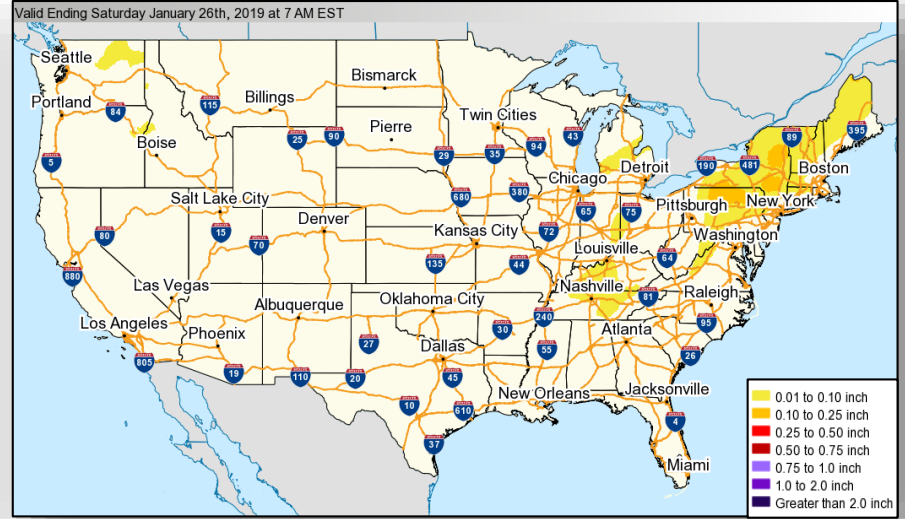 Valid Ending Saturday January 26th, 2019 at 7 AM EST
Seattle
Bismarck
Billings
115
Portland
84
Twin Cities
Pierre
25
90
43
89
395
Boise
94
5
29
35
190
481
Boston
Detroit
Chicago
Salt Lake City
680
380
Pittsburgh
New York
65
75
Denver
15
80
70
Kansas City
72
Washington
Louisville
64
135
44
880
Las Vegas
Nashville
81
Raleigh
Albuquerque
Oklahoma City
240
95
Los Angeles
Phoenix
30
Atlanta
27
Dallas
55
26
805
19
110
20
45
New Orleans
Jacksonville
10
610
4
37
Miami
0.01 to 0.10 inch
0.10 to 0.25 inch
0.25 to 0.50 inch
0.50 to 0.75 inch
0.75 to 1.0 inch
1.0 to 2.0 inch
Greater than 2.0 inch